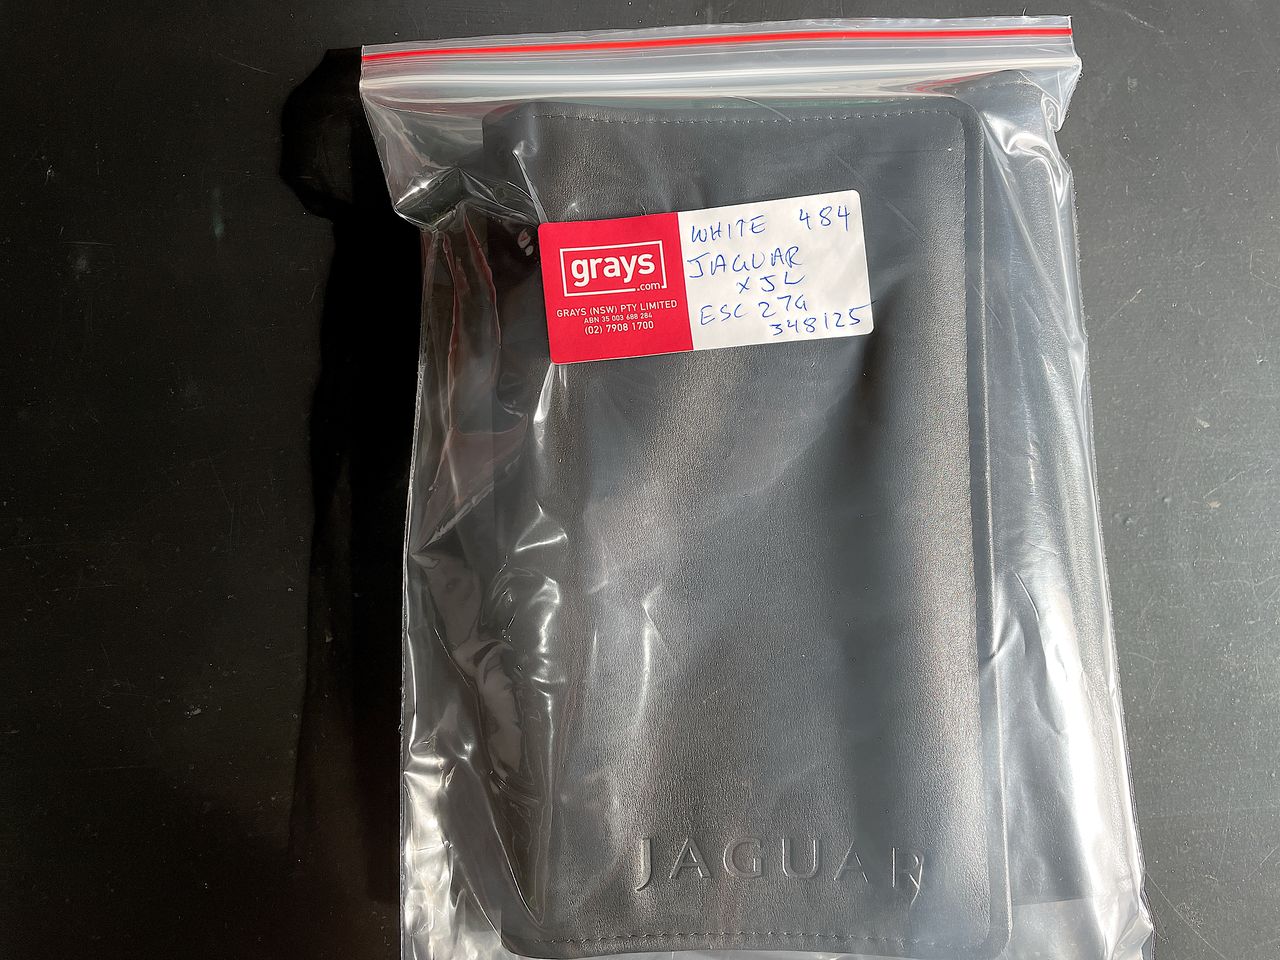 grays
.com
GRAYS (NSW) PTY LIMITED
ABN 35 003 688 284
(02) 7908 1700
WHITE 484
JAGUAR
XJL
ESC 27G
348125
JAGUAR